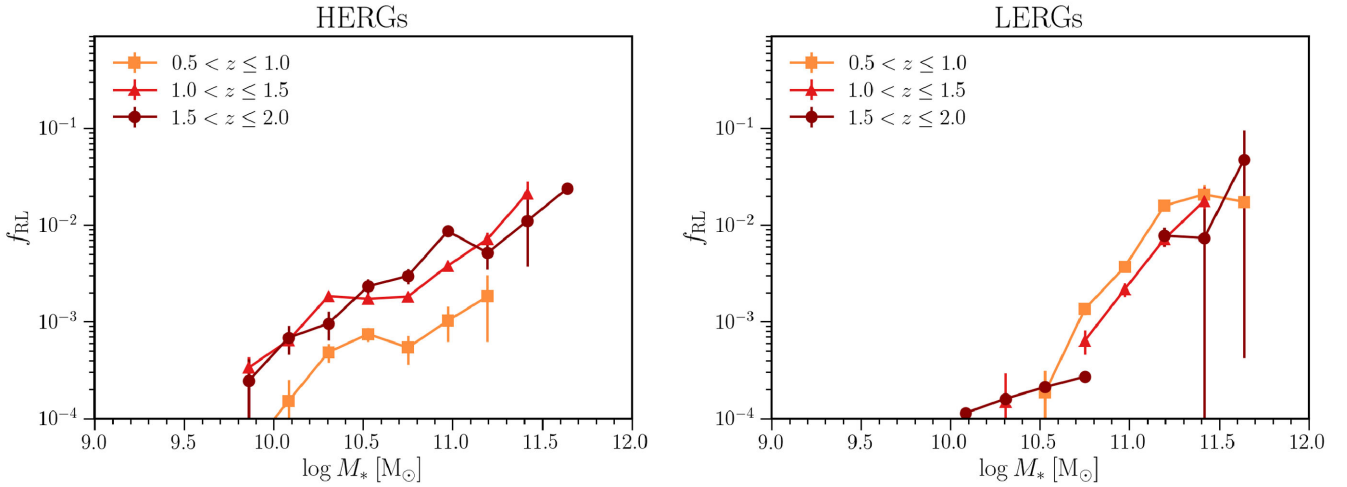 HERGs
0.5 < z ≤ 1.0
1.0 < z ≤ 1.5
1.5 < z ≤ 2.0
10⁻¹
10⁻²
10⁻³
10⁻⁴
f_RL
9.0 9.5 10.0 10.5 11.0 11.5 12.0
log M_* [M_⊙]
LERGs
0.5 < z ≤ 1.0
1.0 < z ≤ 1.5
1.5 < z ≤ 2.0
10⁻¹
10⁻²
10⁻³
10⁻⁴
f_RL
9.0 9.5 10.0 10.5 11.0 11.5 12.0
log M_* [M_⊙]